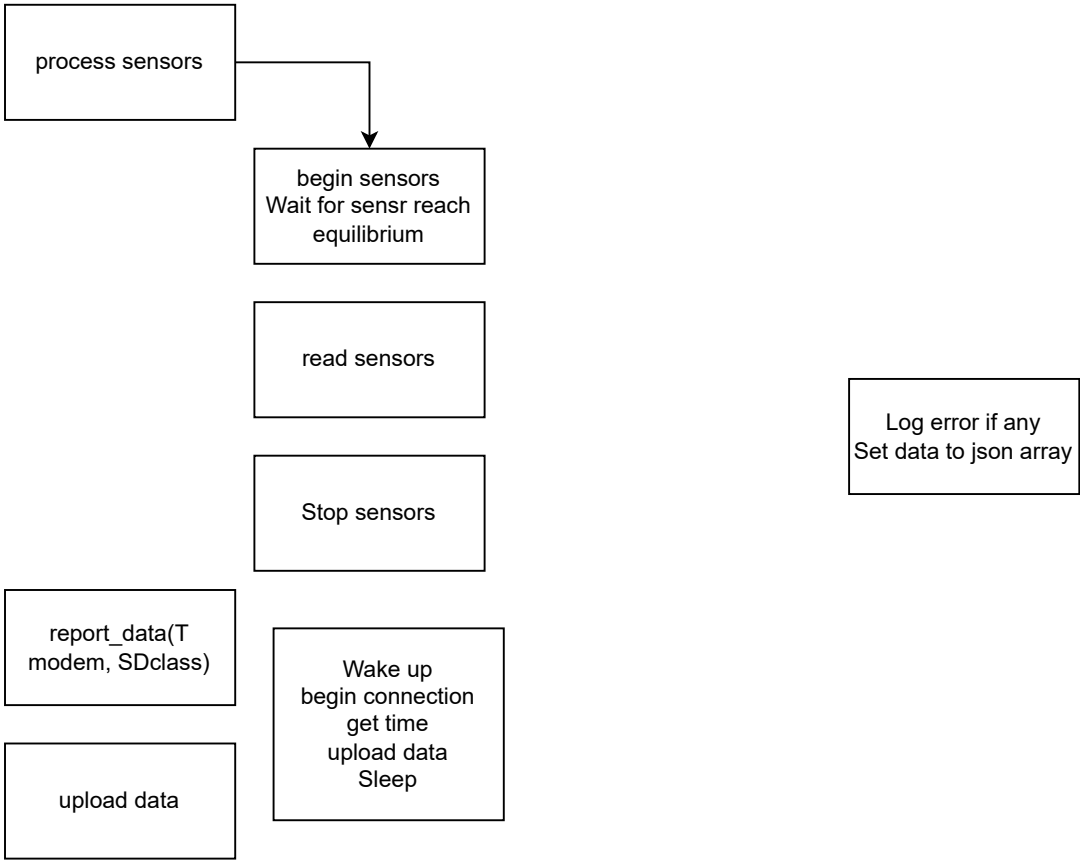 process sensors
begin sensors
Wait for sensr reach
equilibrium
read sensors
Log error if any
Set data to json array
Stop sensors
report_data(T
modem, SDclass)
Wake up
begin connection
get time
upload data
Sleep
upload data